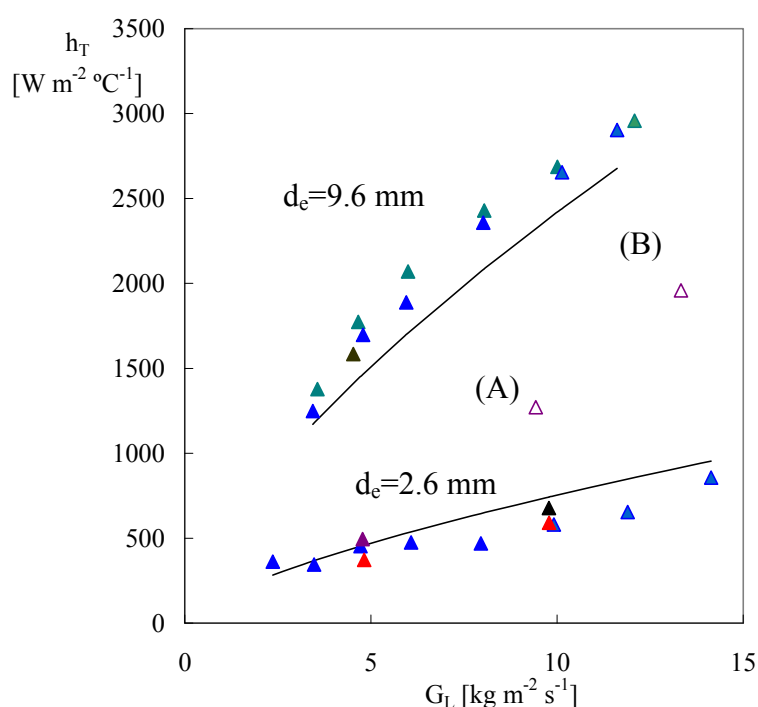 h_T
[W m⁻² ºC⁻¹]
3500
3000
2500
2000
1500
1000
500
0
d_e=9.6 mm
(B)
(A)
d_e=2.6 mm
0 5 10 15
G_L [kg m⁻² s⁻¹]